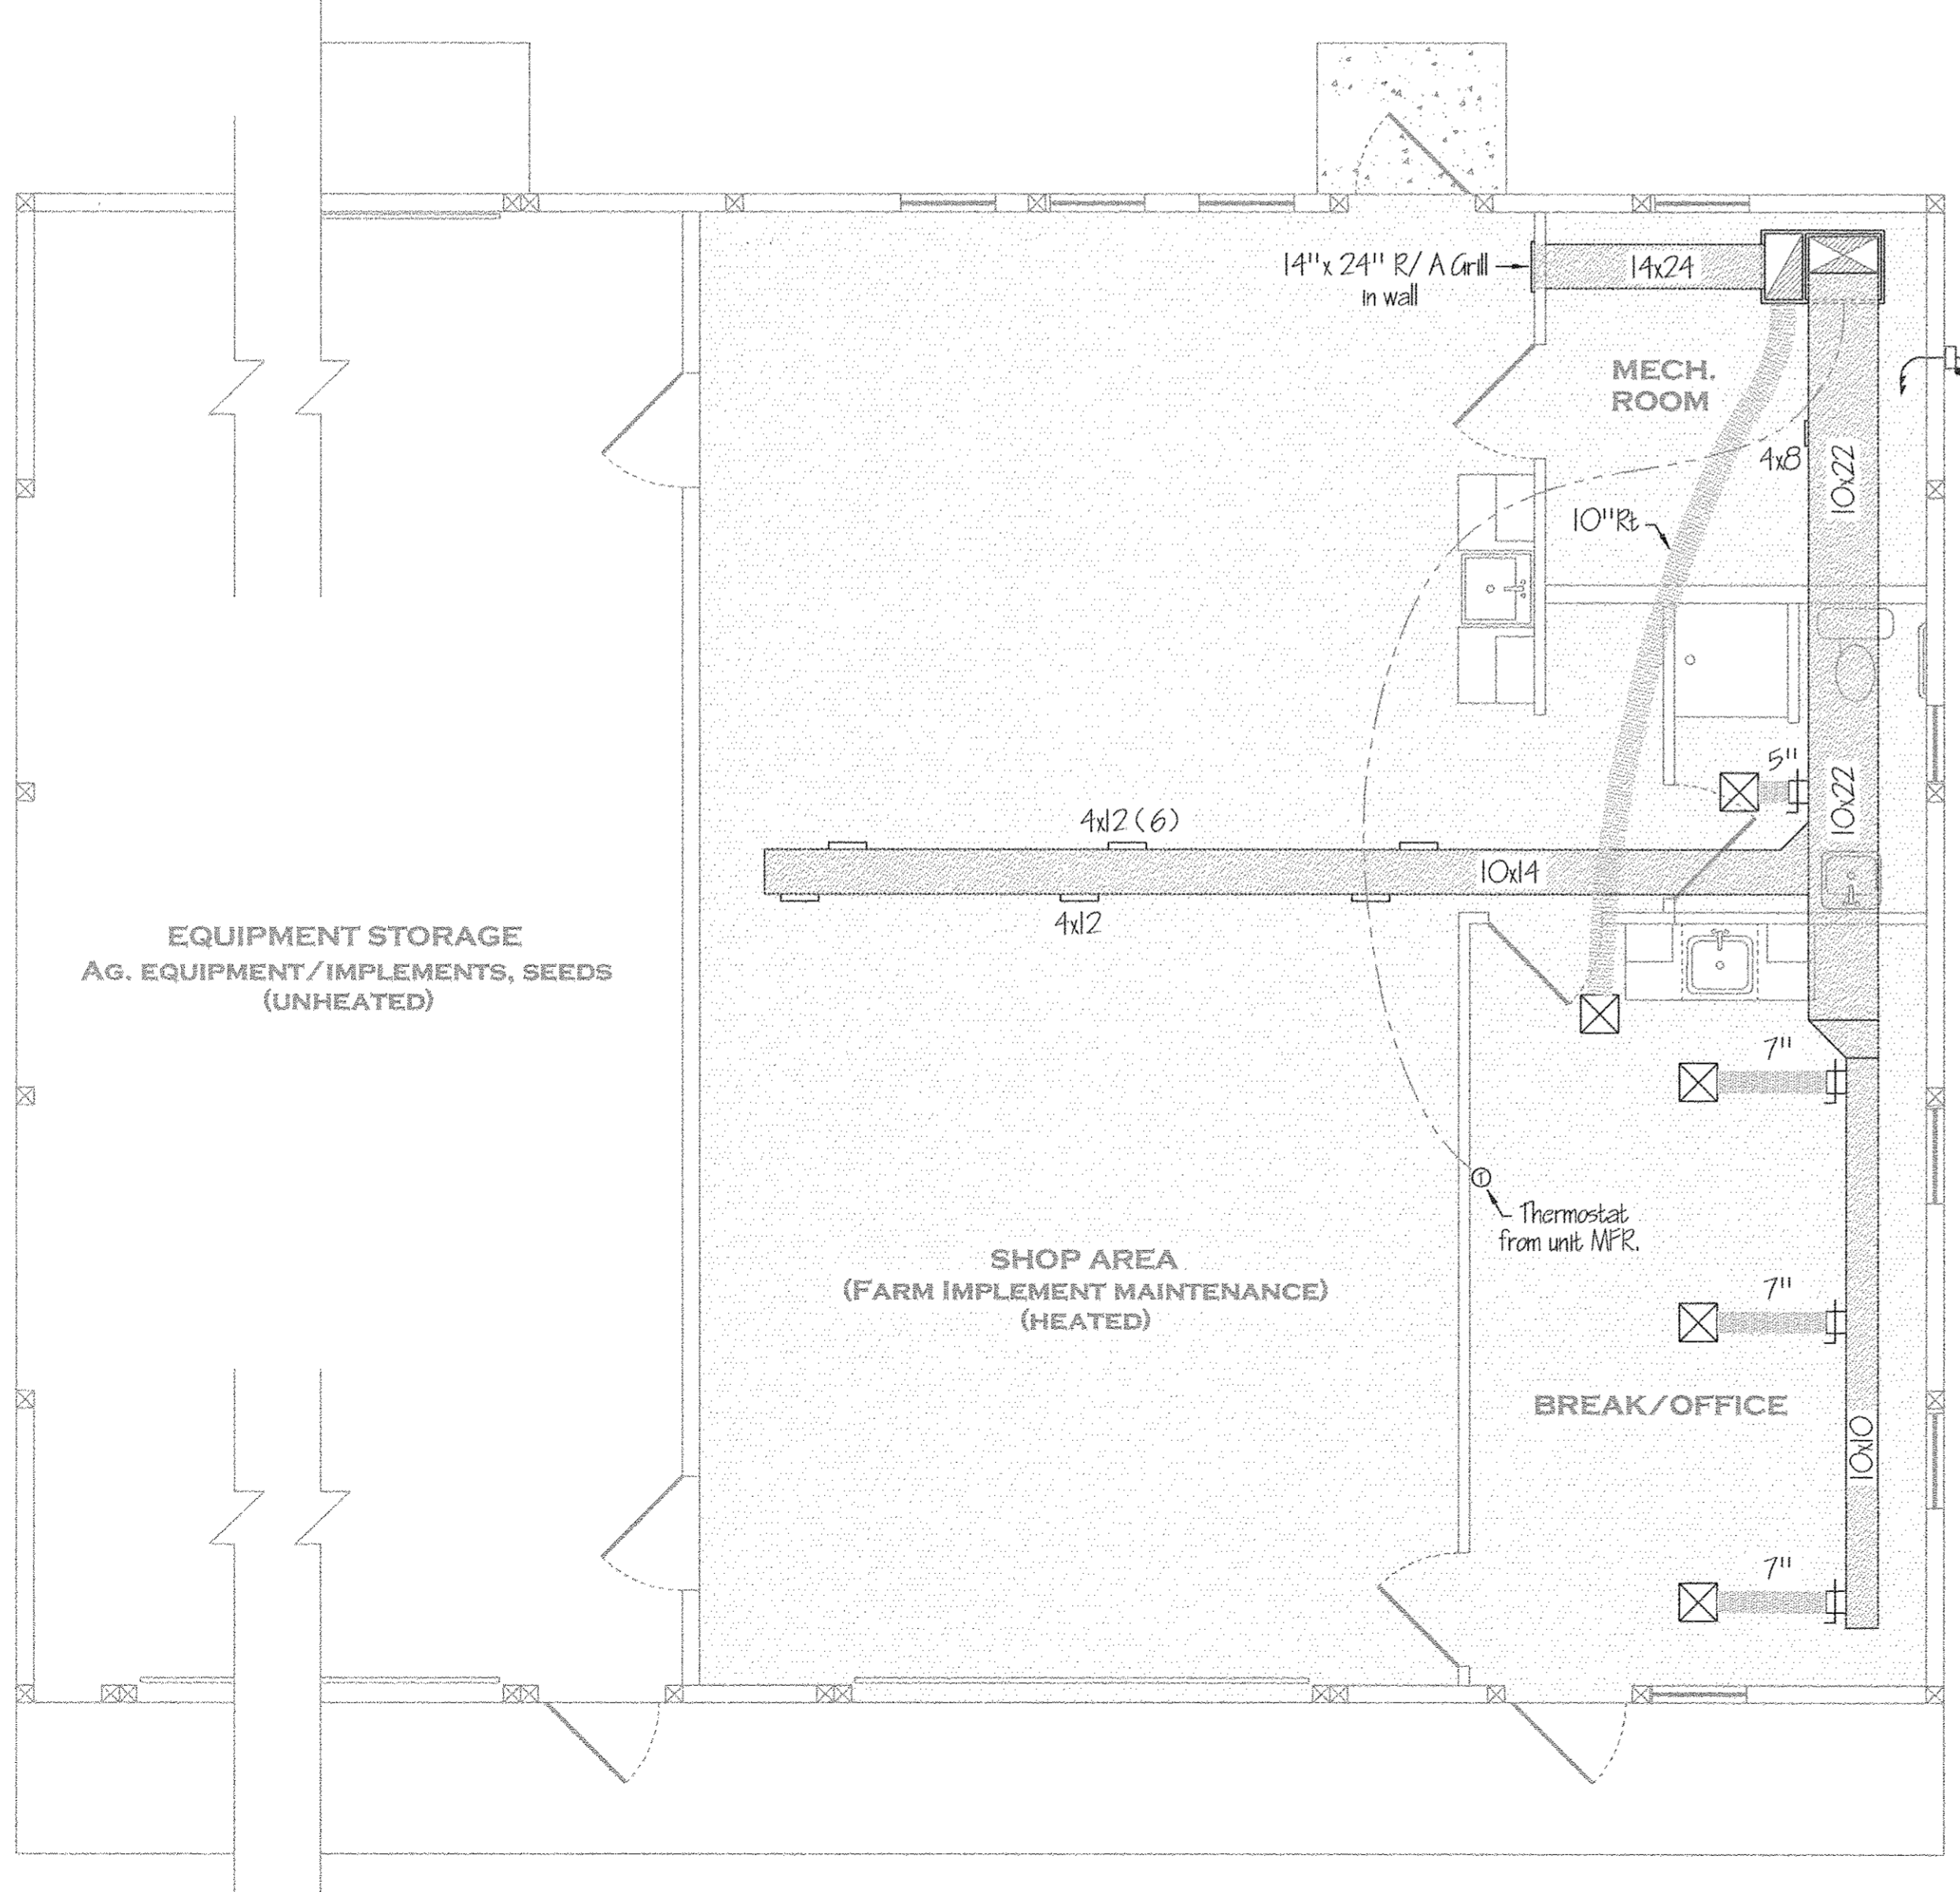 14"x 24" R/A Grill
in wall
14x24
MECH.
ROOM
4x8
10x22
10"Rt
5"
10x22
4x12 (6)
10x14
4x12
EQUIPMENT STORAGE
AG. EQUIPMENT/IMPLEMENTS, SEEDS
(UNHEATED)
7"
T
Thermostat
from unit MFR.
SHOP AREA
(FARM IMPLEMENT MAINTENANCE)
(HEATED)
7"
BREAK/OFFICE
10x10
7"